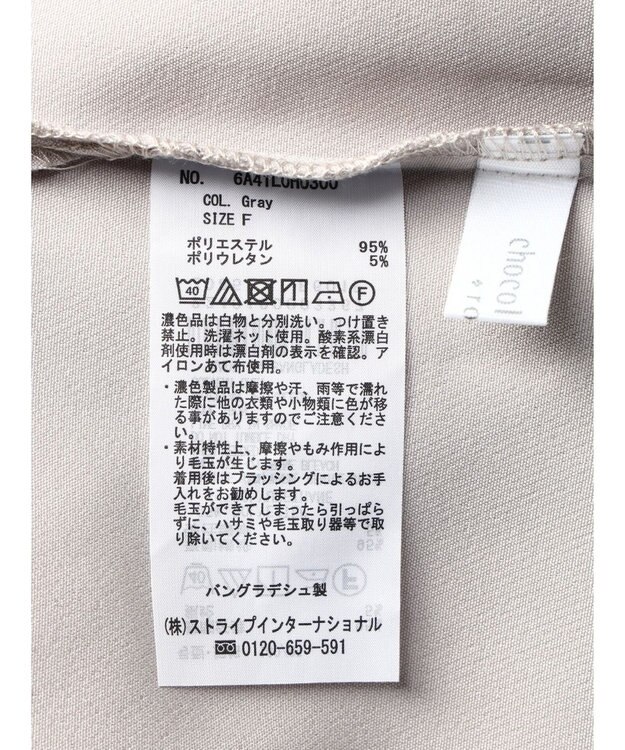 NO. 6A41L0H0300
COL. Gray
SIZE F
ポリエステル 95%
ポリウレタン 5%
40 F
濃色品は白物と分別洗い。つけ置き
禁止。洗濯ネット使用。酸素系漂白
剤使用時は漂白剤の表示を確認。ア
イロンあて布使用。
・濃色製品は摩擦や汗、雨等で濡れ
た際に他の衣類や小物類に色が移
る事がありますのでご注意くださ
い。
・素材特性上、摩擦やもみ作用によ
り毛玉が生じます。
着用後はブラッシングによるお手
入れをお勧めします。
毛玉ができてしまったら引っぱら
ずに、ハサミや毛玉取り器等で取
り除いてください。
バングラデシュ製
(株)ストライプインターナショナル
0120-659-591
chocol